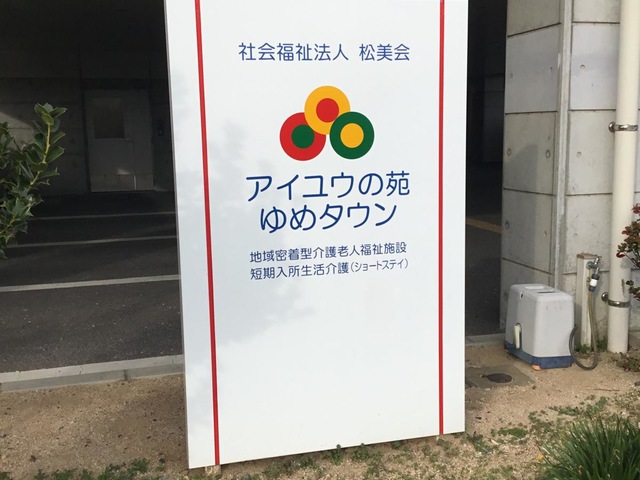 社会福祉法人 松美会
アイユウの苑
ゆめタウン
地域密着型介護老人福祉施設
短期入所生活介護(ショートステイ)